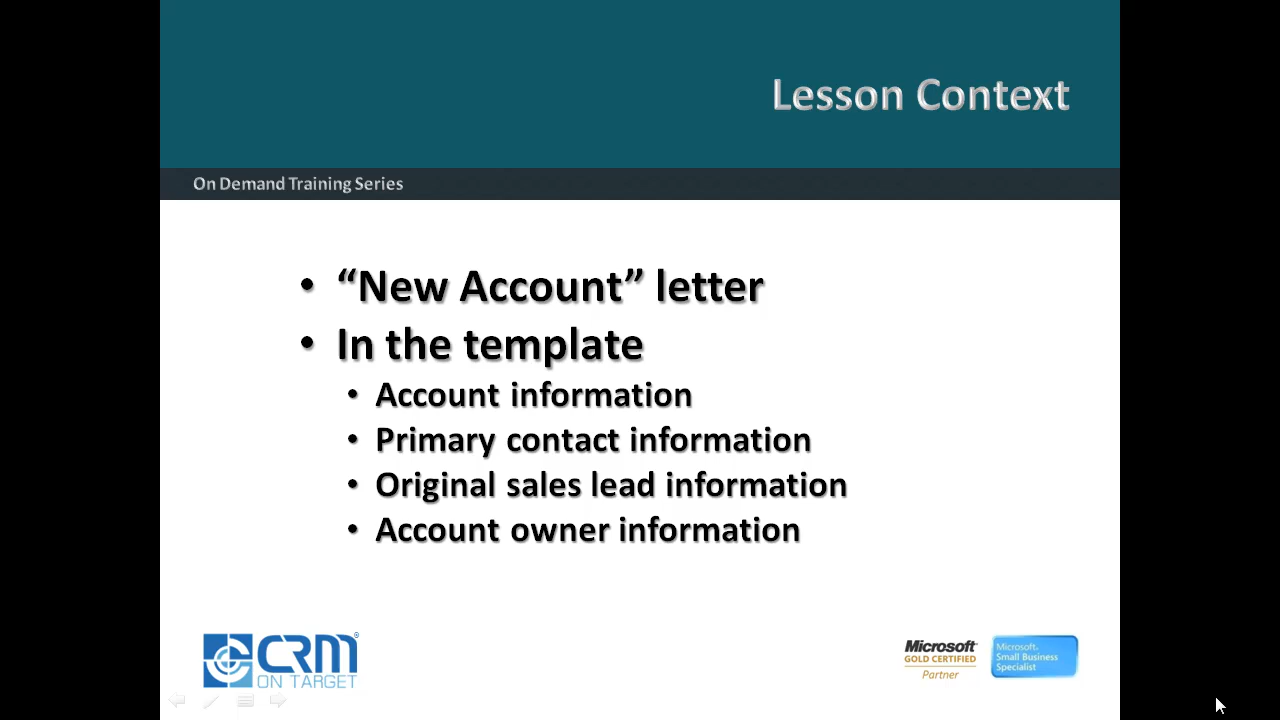 Lesson Context
On Demand Training Series
• “New Account” letter
• In the template
• Account information
• Primary contact information
• Original sales lead information
• Account owner information
CRM®
ON TARGET
Microsoft
GOLD CERTIFIED
Partner
Microsoft
Small Business
Specialist